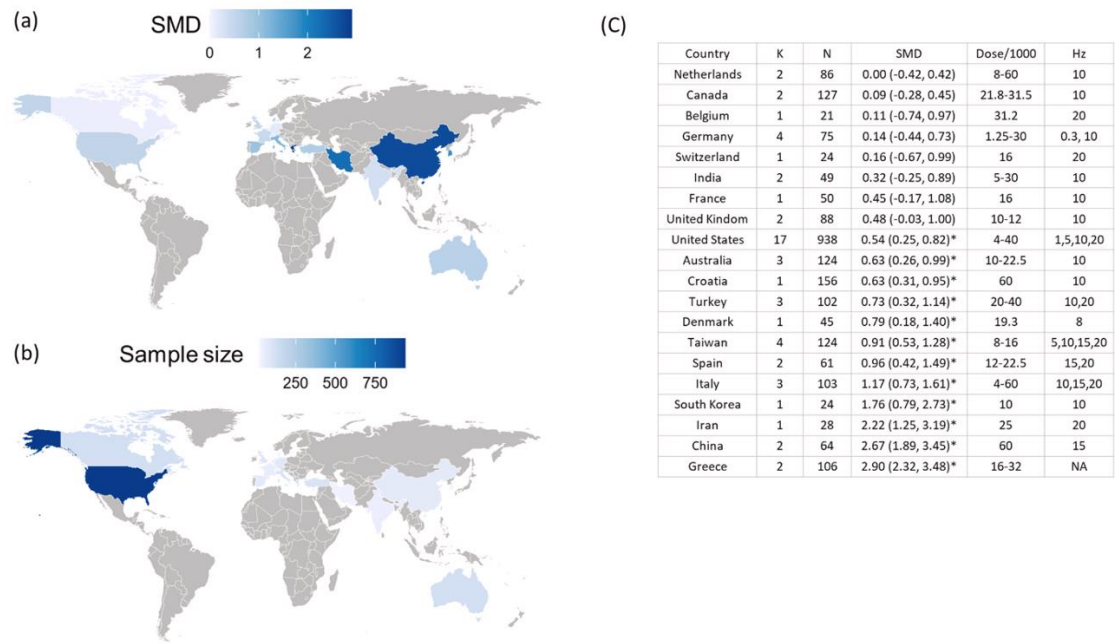 (a)
SMD
0 1 2
(b)
Sample size
250 500 750
(C)
Country K N SMD Dose/1000 Hz
Netherlands 2 86 0.00 (-0.42, 0.42) 8-60 10
Canada 2 127 0.09 (-0.28, 0.45) 21.8-31.5 10
Belgium 1 21 0.11 (-0.74, 0.97) 31.2 20
Germany 4 75 0.14 (-0.44, 0.73) 1.25-30 0.3, 10
Switzerland 1 24 0.16 (-0.67, 0.99) 16 20
India 2 49 0.32 (-0.25, 0.89) 5-30 10
France 1 50 0.45 (-0.17, 1.08) 16 10
United Kindom 2 88 0.48 (-0.03, 1.00) 10-12 10
United States 17 938 0.54 (0.25, 0.82)* 4-40 1,5,10,20
Australia 3 124 0.63 (0.26, 0.99)* 10-22.5 10
Croatia 1 156 0.63 (0.31, 0.95)* 60 10
Turkey 3 102 0.73 (0.32, 1.14)* 20-40 10,20
Denmark 1 45 0.79 (0.18, 1.40)* 19.3 8
Taiwan 4 124 0.91 (0.53, 1.28)* 8-16 5,10,15,20
Spain 2 61 0.96 (0.42, 1.49)* 12-22.5 15,20
Italy 3 103 1.17 (0.73, 1.61)* 4-60 10,15,20
South Korea 1 24 1.76 (0.79, 2.73)* 10 10
Iran 1 28 2.22 (1.25, 3.19)* 25 20
China 2 64 2.67 (1.89, 3.45)* 60 15
Greece 2 106 2.90 (2.32, 3.48)* 16-32 NA